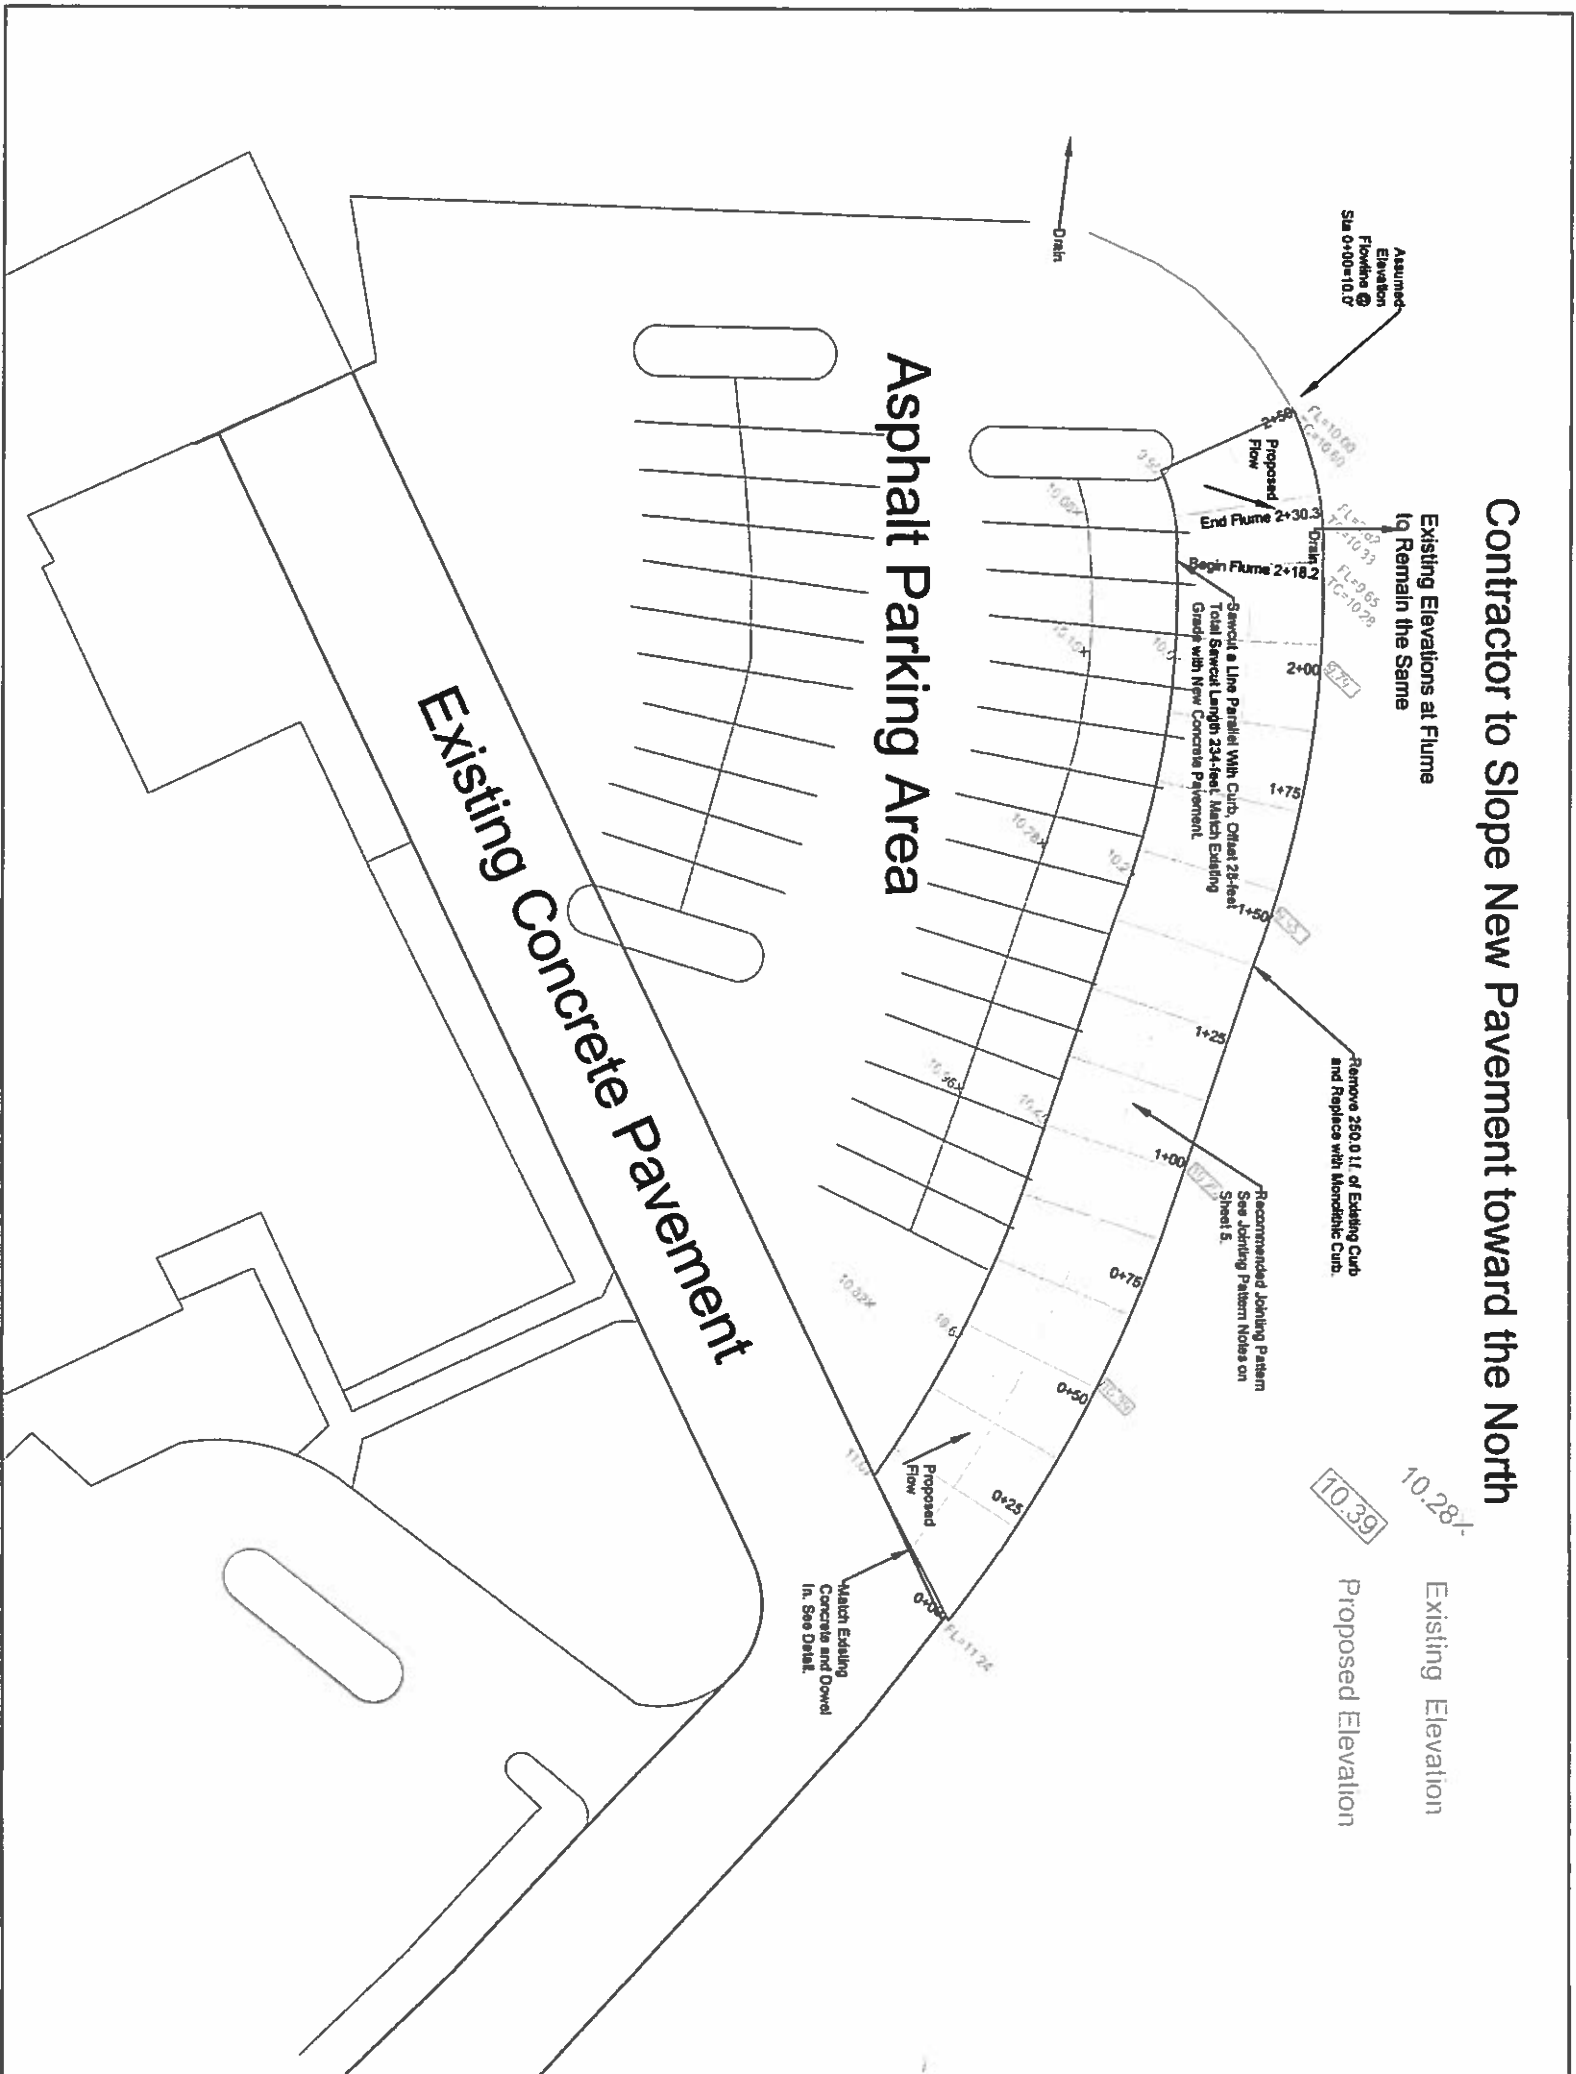 Contractor to Slope New Pavement toward the North
Existing Elevations at Flume
to Remain the Same
Assumed
Elevation
Flowline @
Sta 0+00=10.0'
FL=10.00
2+50
Proposed
Flow
End Flume 2+30.3
Drain
TC=10.33
Begin Flume 2+18.2
FL=9.65
TC=10.28
2+00
9.79
1+75
1+50
1+25
1+00
0+75
0+50
0+25
0+00
FL=11.24
Drain
Sawcut a Line Parallel With Curb, Offset 28-feet
Total Sawcut Length 234-feet. Match Existing
Grade with New Concrete Pavement.
Remove 250.0 l.f. of Existing Curb
and Replace with Monolithic Curb.
Recommended Jointing Pattern
See Jointing Pattern Notes on
Sheet 5.
10.28
Existing Elevation
10.39
Proposed Elevation
Proposed
Flow
Match Existing
Concrete and Dowel
In. See Detail.
Asphalt Parking Area
10.28
Existing Concrete Pavement